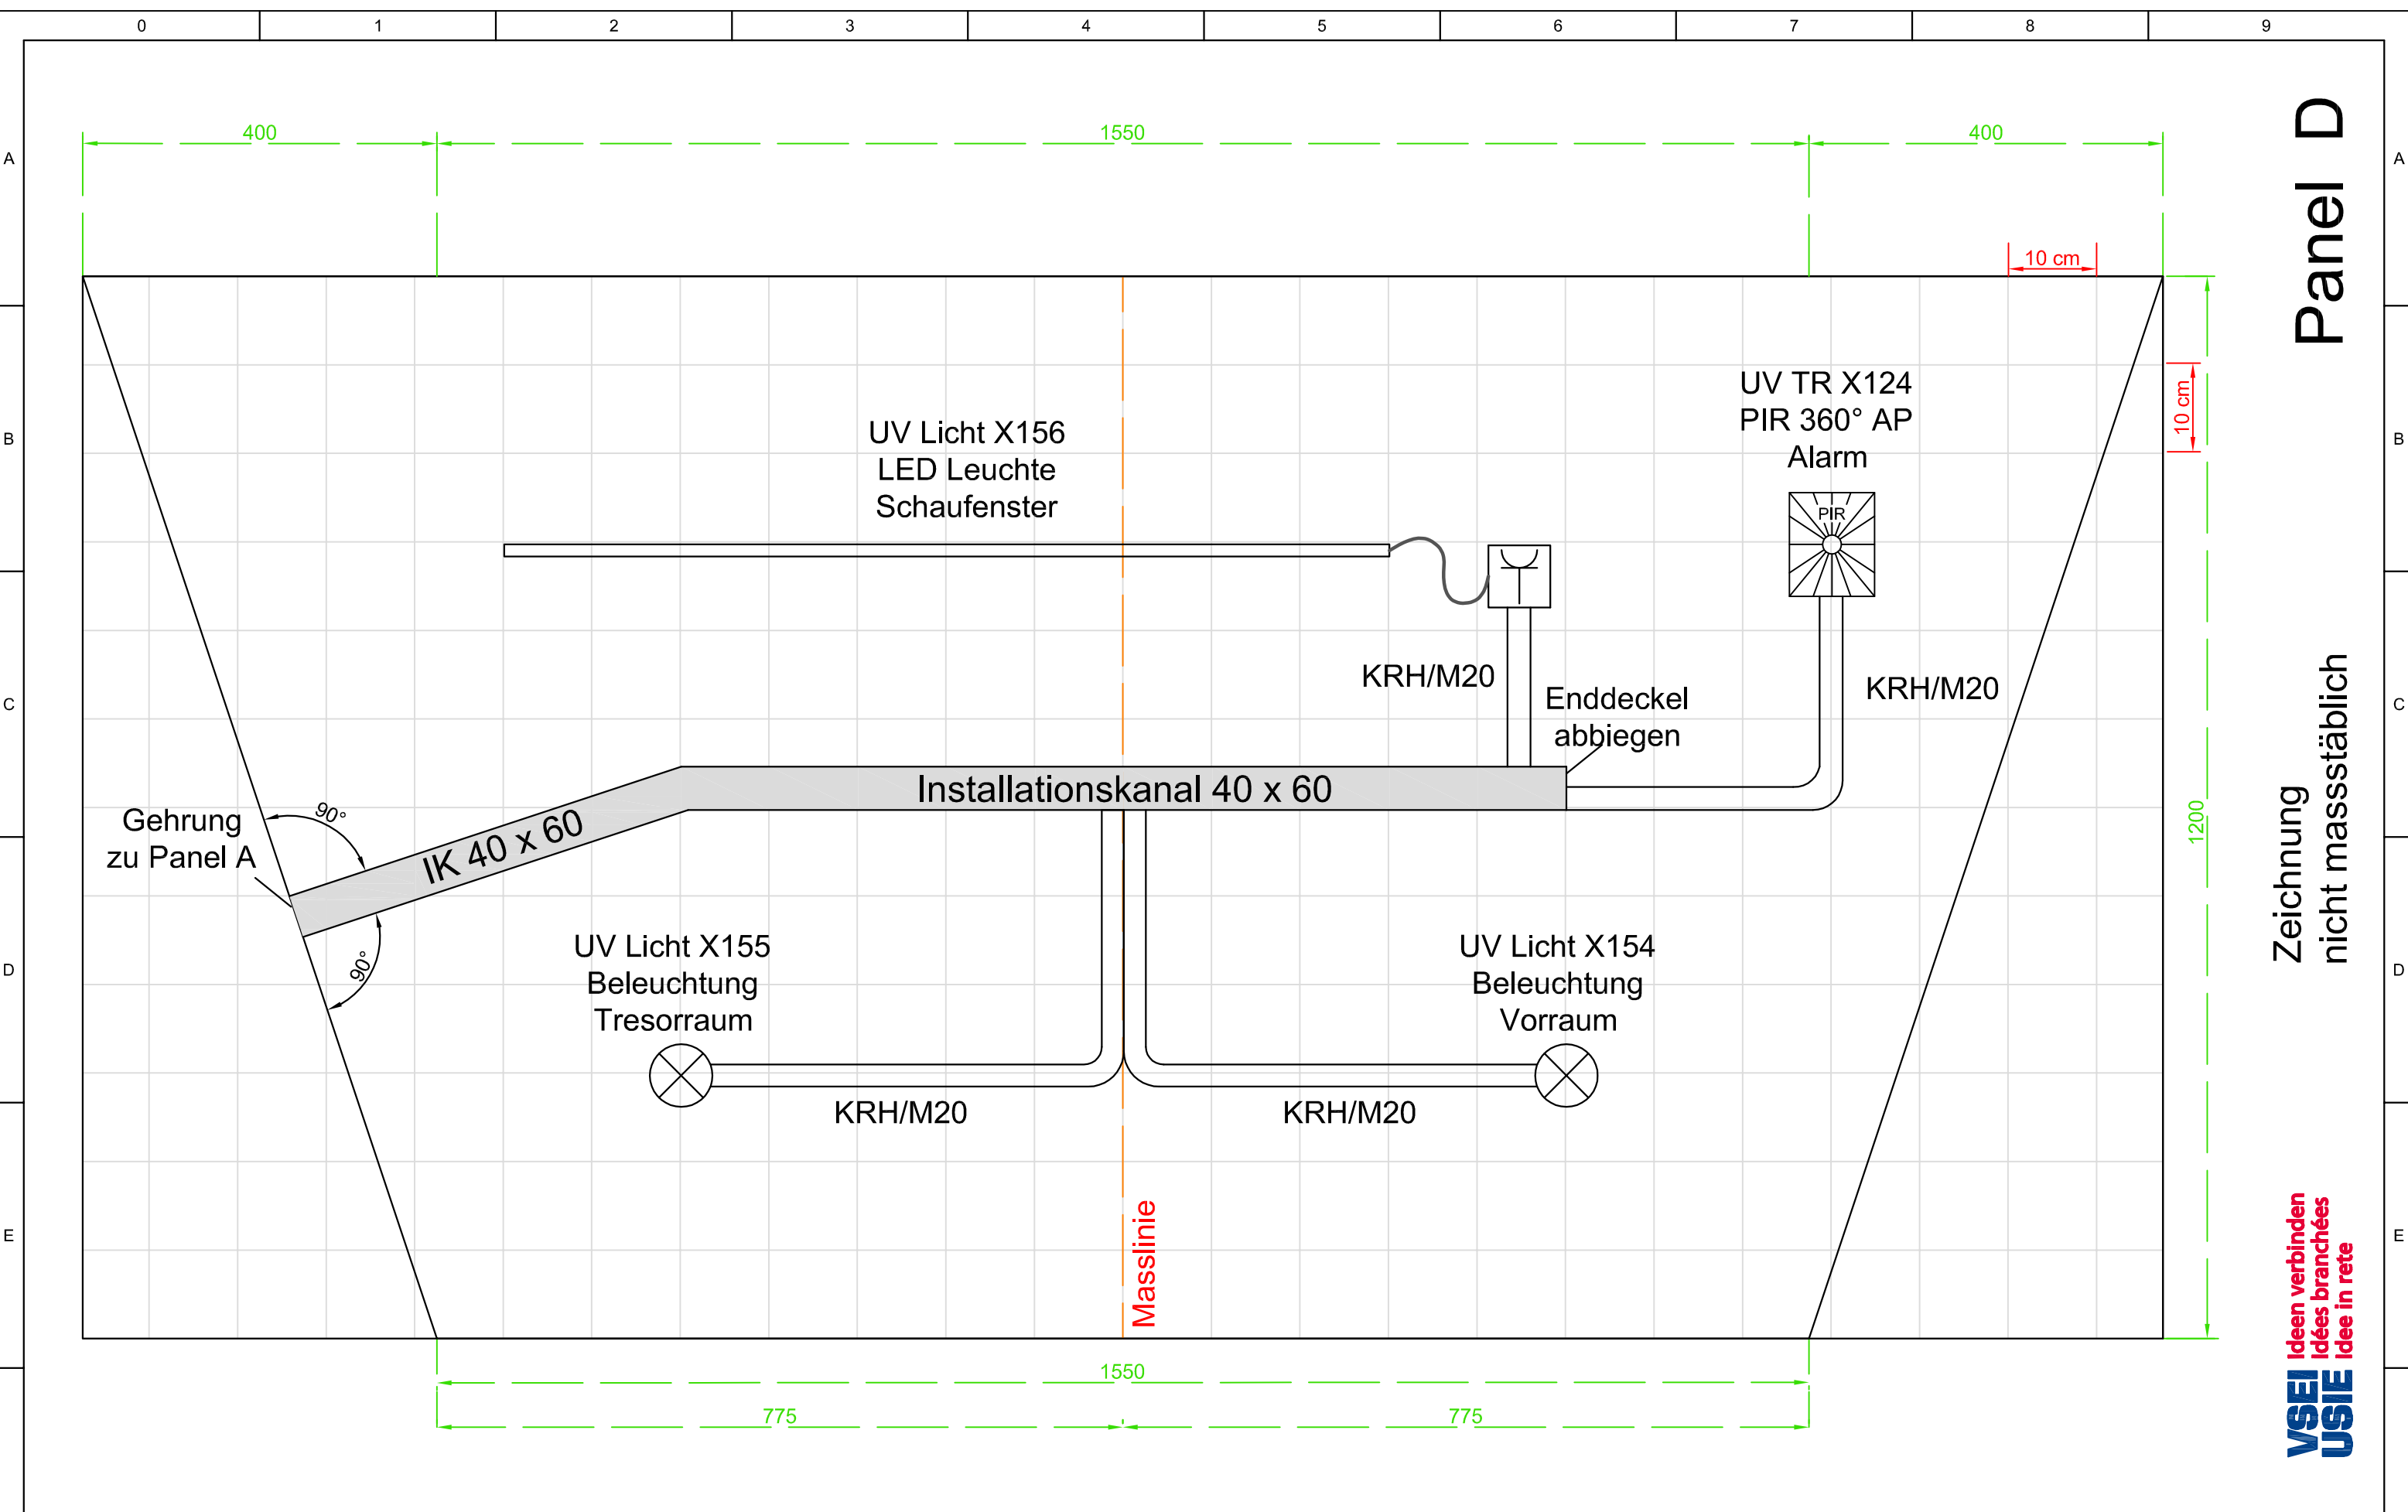 0 1 2 3 4 5 6 7 8 9
400 1550 400
A A
Panel D
10 cm
10 cm
B B
UV Licht X156
LED Leuchte
Schaufenster
UV TR X124
PIR 360° AP
Alarm
PIR
KRH/M20
KRH/M20
C C
Enddeckel
abbiegen
Installationskanal 40 x 60
IK 40 x 60
Gehrung
zu Panel A
90°
90°
1200
Zeichnung
nicht massstäblich
D D
UV Licht X155
Beleuchtung
Tresorraum
UV Licht X154
Beleuchtung
Vorraum
KRH/M20
KRH/M20
E E
Masslinie
1550
775 775
VSEI
USIE
Ideen verbinden
Idées branchées
Idee in rete